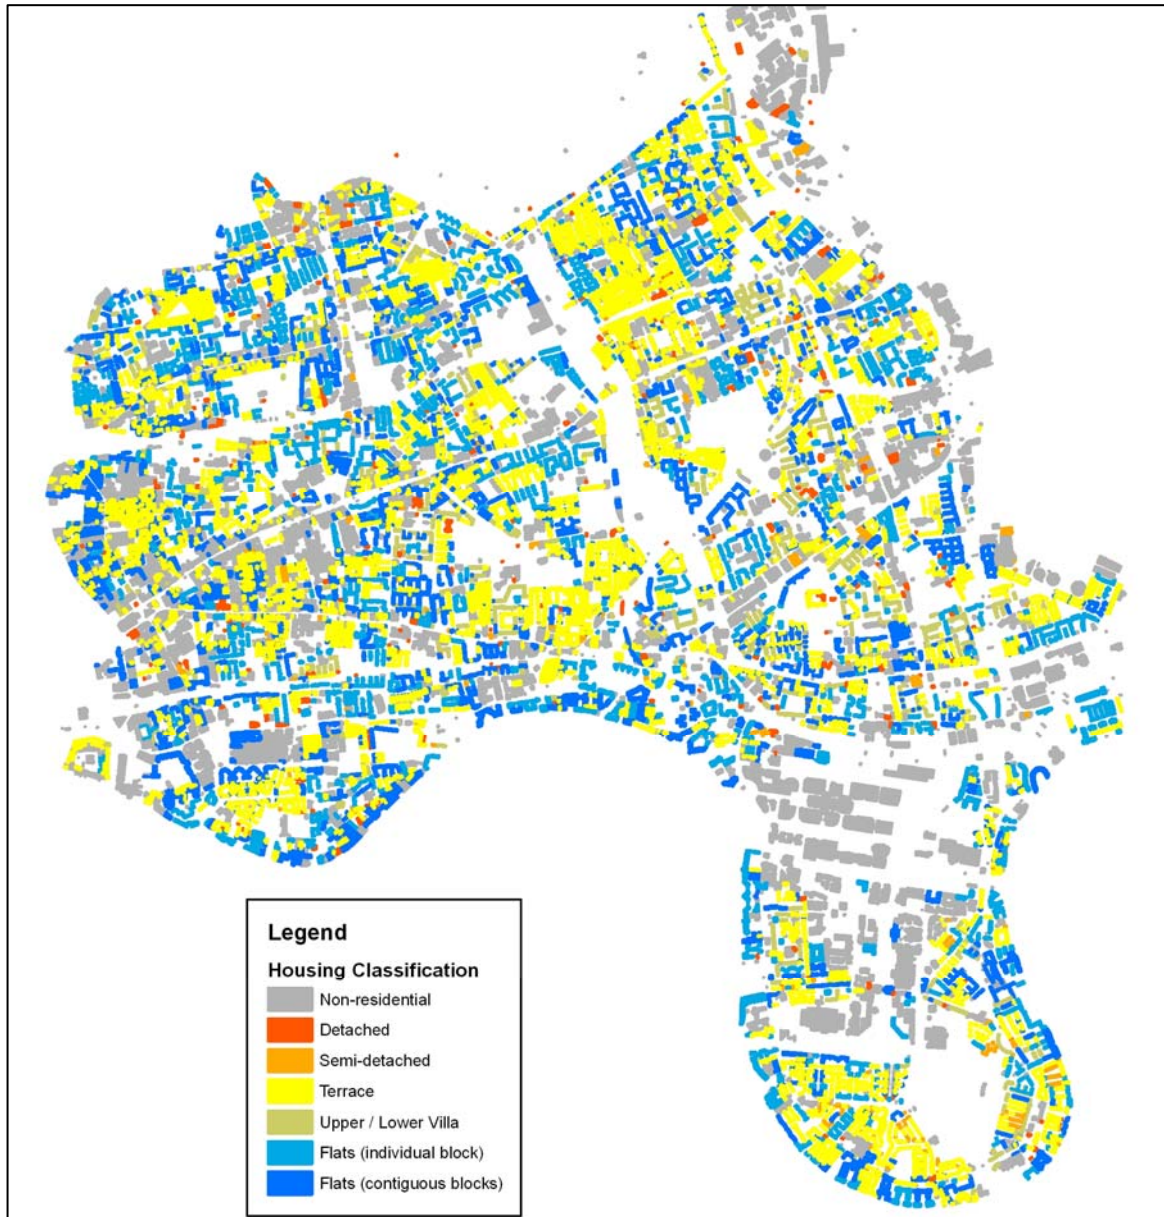 Legend
Housing Classification
Non-residential
Detached
Semi-detached
Terrace
Upper / Lower Villa
Flats (individual block)
Flats (contiguous blocks)